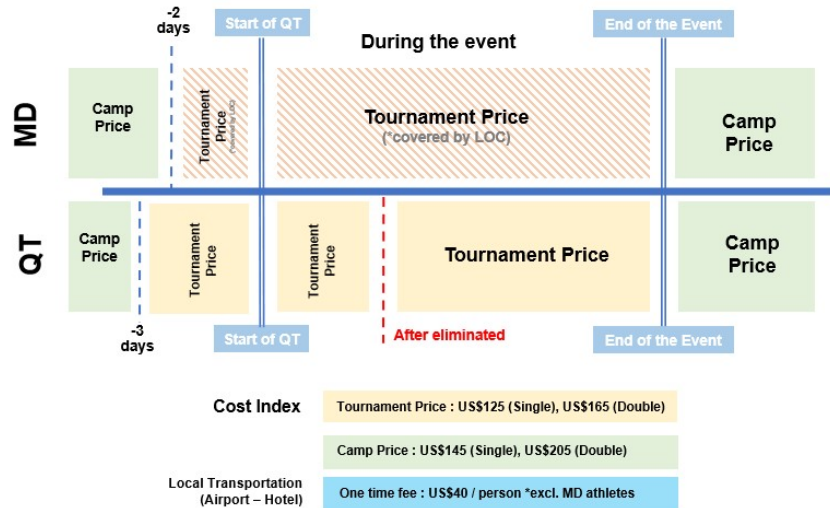 -2
days
Start of QT
During the event
End of the Event
MD
Camp
Price
Tournament
Price
(*covered by LOC)
Tournament Price
(*covered by LOC)
Camp
Price
QT
Camp
Price
Tournament
Price
Tournament
Price
Tournament Price
Camp
Price
-3
days
Start of QT
After eliminated
End of the Event
Cost Index
Tournament Price : US$125 (Single), US$165 (Double)
Camp Price : US$145 (Single), US$205 (Double)
Local Transportation
(Airport – Hotel)
One time fee : US$40 / person *excl. MD athletes